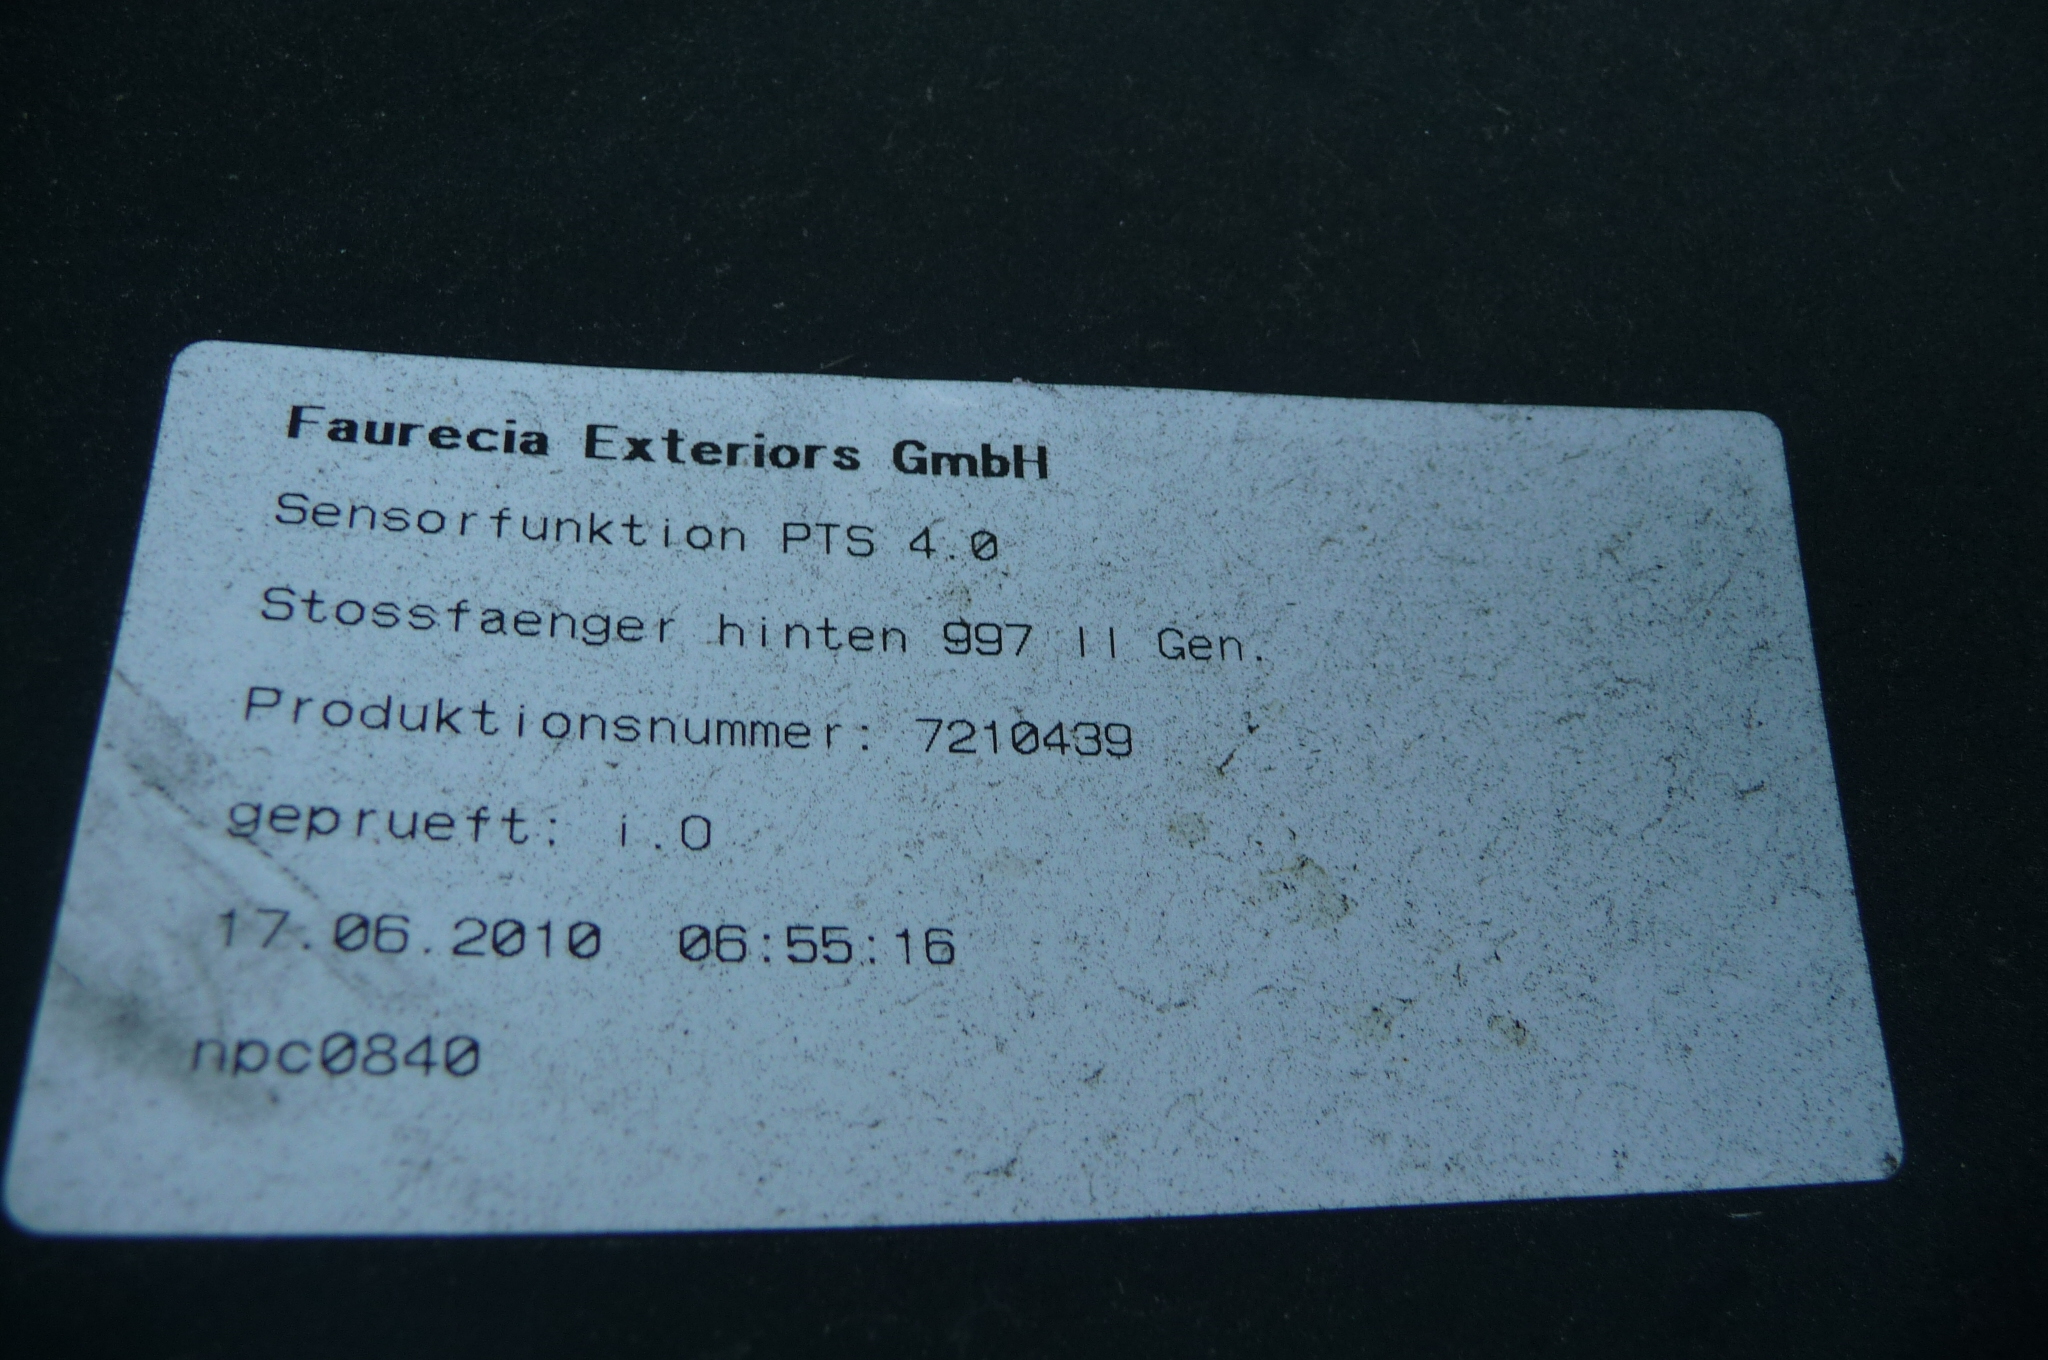 Faurecia Exteriors GmbH
Sensorfunktion PTS 4.0
Stossfaenger hinten 997 II Gen.
Produktionsnummer: 7210439
geprueft: i.O
17.06.2010 06:55:16
npc0840